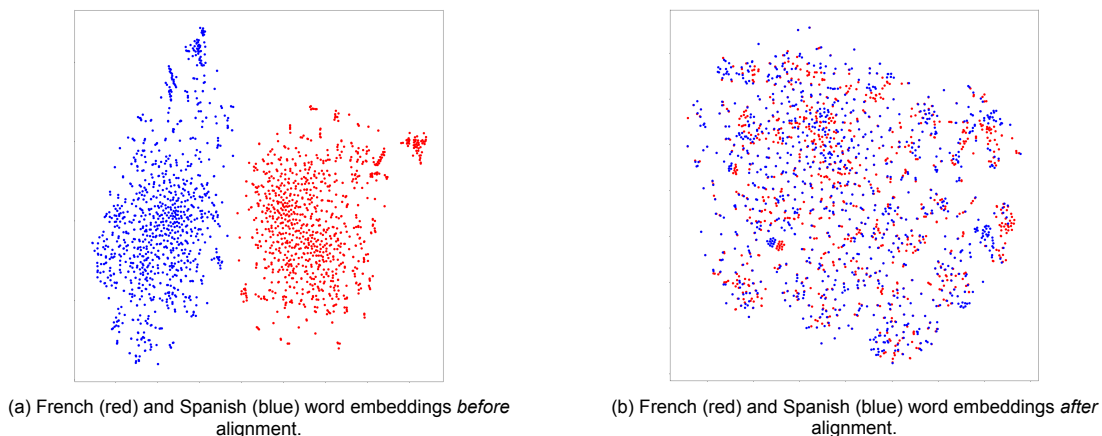 (a) French (red) and Spanish (blue) word embeddings before
alignment.
(b) French (red) and Spanish (blue) word embeddings after
alignment.